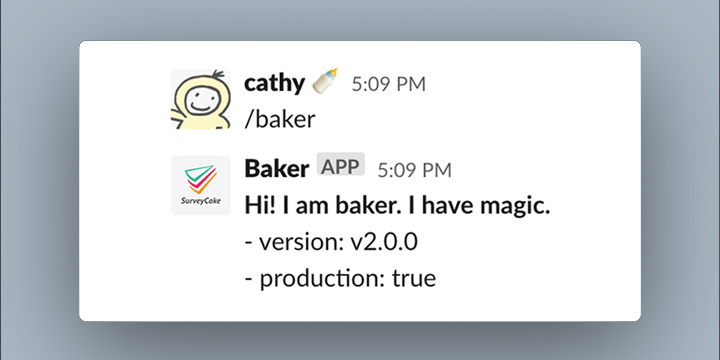 cathy 🍼 5:09 PM
/baker
Baker APP 5:09 PM
SurveyCake
Hi! I am baker. I have magic.
- version: v2.0.0
- production: true